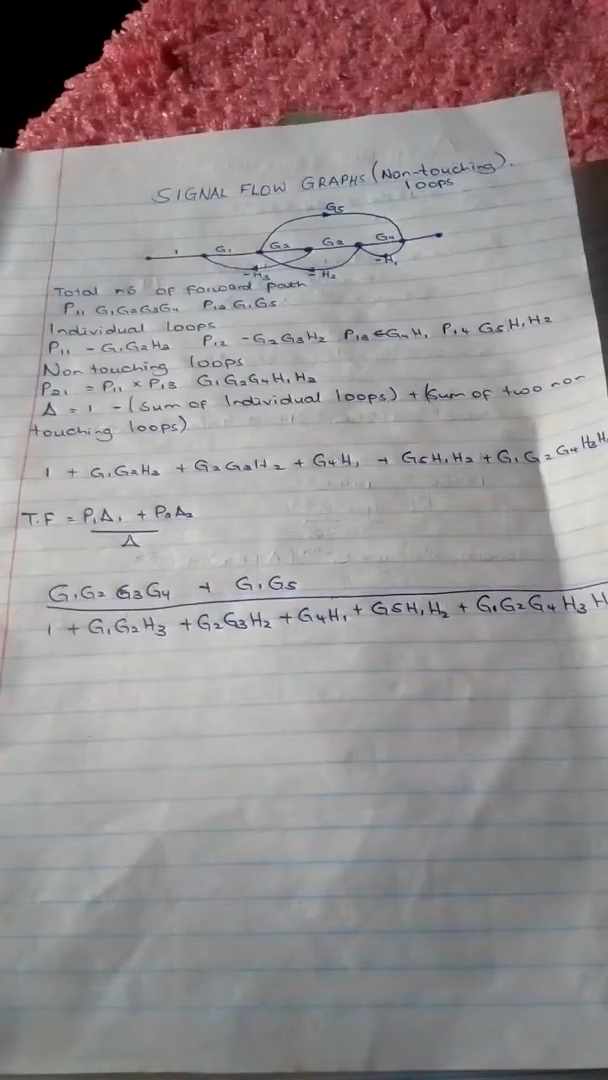 SIGNAL FLOW GRAPHS (Non-touching).
loops
G5
1 G1 G2 G3 G4
-H3 -H2 -H1
Total no of forward path
P11 G1G2G3G4 P12 G1G5
Individual loops
P11 - G1G2H3 P12 - G2G3H2 P13 G4H1 P14 G5H1H2
Non touching loops
P21 = P11 x P13 G1G2G4H1H3
Δ = 1 - (Sum of Individual loops) + (sum of two non
touching loops)
1 + G1G2H3 + G2G3H2 + G4H1 + G5H1H2 + G1G2G4H3H
T.F = P1Δ1 + P2Δ2
Δ
G1G2 G3G4 + G1G5
1 + G1G2H3 + G2G3H2 + G4H1 + G5H1H2 + G1G2G4H3H